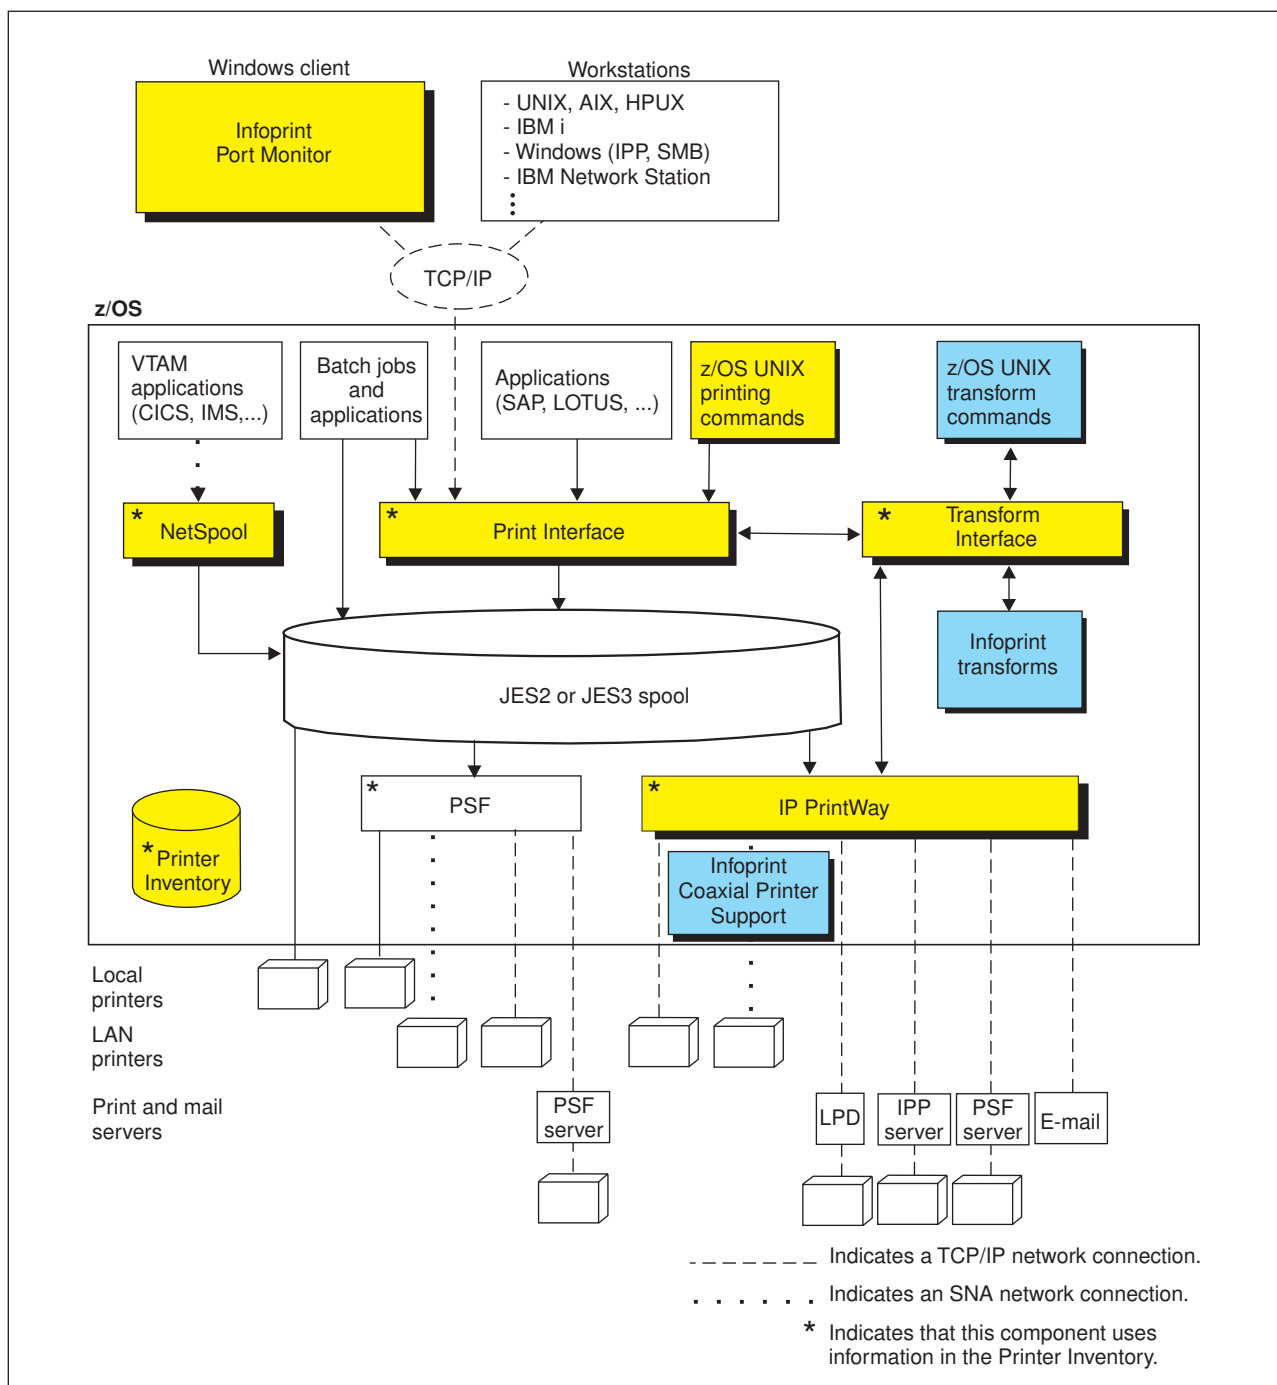 Windows client
Workstations
Infoprint
Port Monitor
- UNIX, AIX, HPUX
- IBM i
- Windows (IPP, SMB)
- IBM Network Station
TCP/IP
z/OS
VTAM
applications
(CICS, IMS,...)
Batch jobs
and
applications
Applications
(SAP, LOTUS, ...)
z/OS UNIX
printing
commands
z/OS UNIX
transform
commands
* NetSpool
* Print Interface
* Transform
Interface
Infoprint
transforms
JES2 or JES3 spool
* PSF
* IP PrintWay
* Printer
Inventory
Infoprint
Coaxial Printer
Support
Local
printers
LAN
printers
Print and mail
servers
PSF
server
LPD
IPP
server
PSF
server
E-mail
Indicates a TCP/IP network connection.
Indicates an SNA network connection.
* Indicates that this component uses
information in the Printer Inventory.